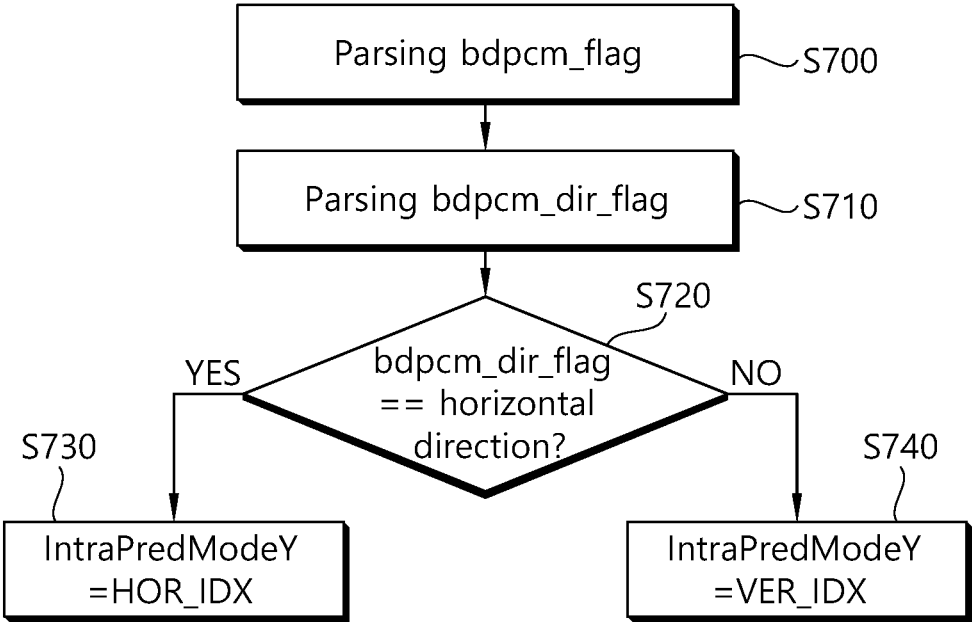 Parsing bdpcm_flag
S700
Parsing bdpcm_dir_flag
S710
S720
bdpcm_dir_flag
== horizontal
direction?
YES
NO
S730
S740
IntraPredModeY
=HOR_IDX
IntraPredModeY
=VER_IDX